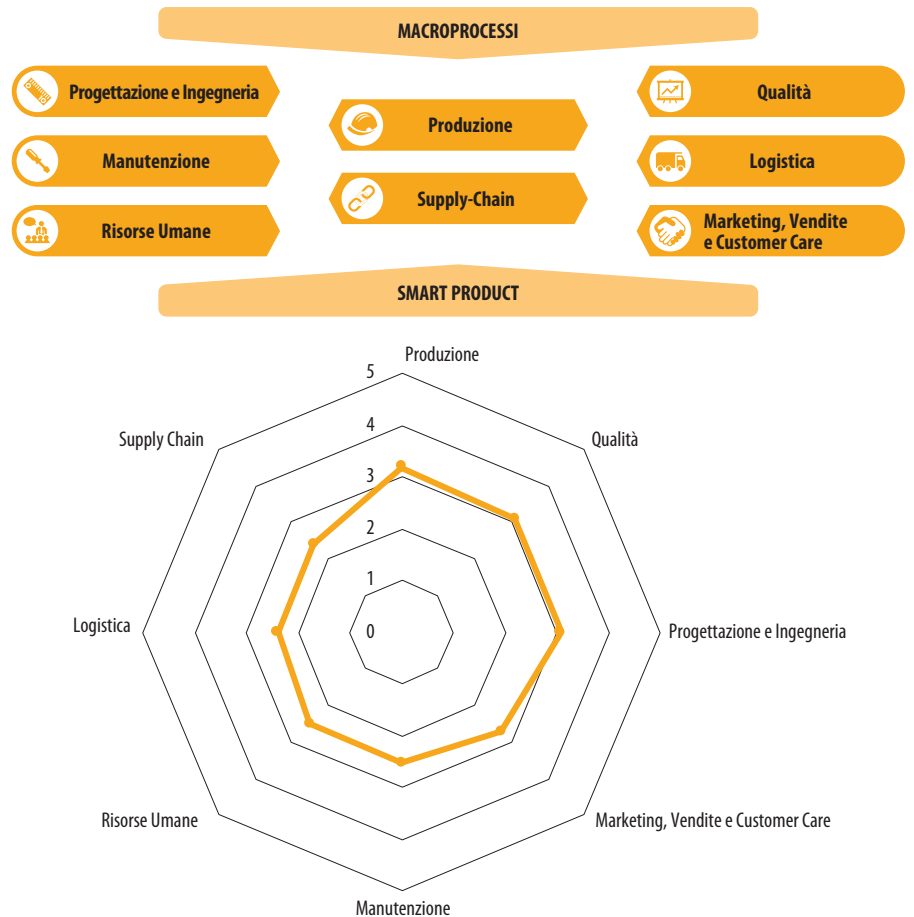 MACROPROCESSI
Progettazione e Ingegneria
Manutenzione
Risorse Umane
Produzione
Supply-Chain
Qualità
Logistica
Marketing, Vendite
e Customer Care
SMART PRODUCT
Produzione
5
4
3
2
1
0
Qualità
Progettazione e Ingegneria
Marketing, Vendite e Customer Care
Manutenzione
Risorse Umane
Logistica
Supply Chain